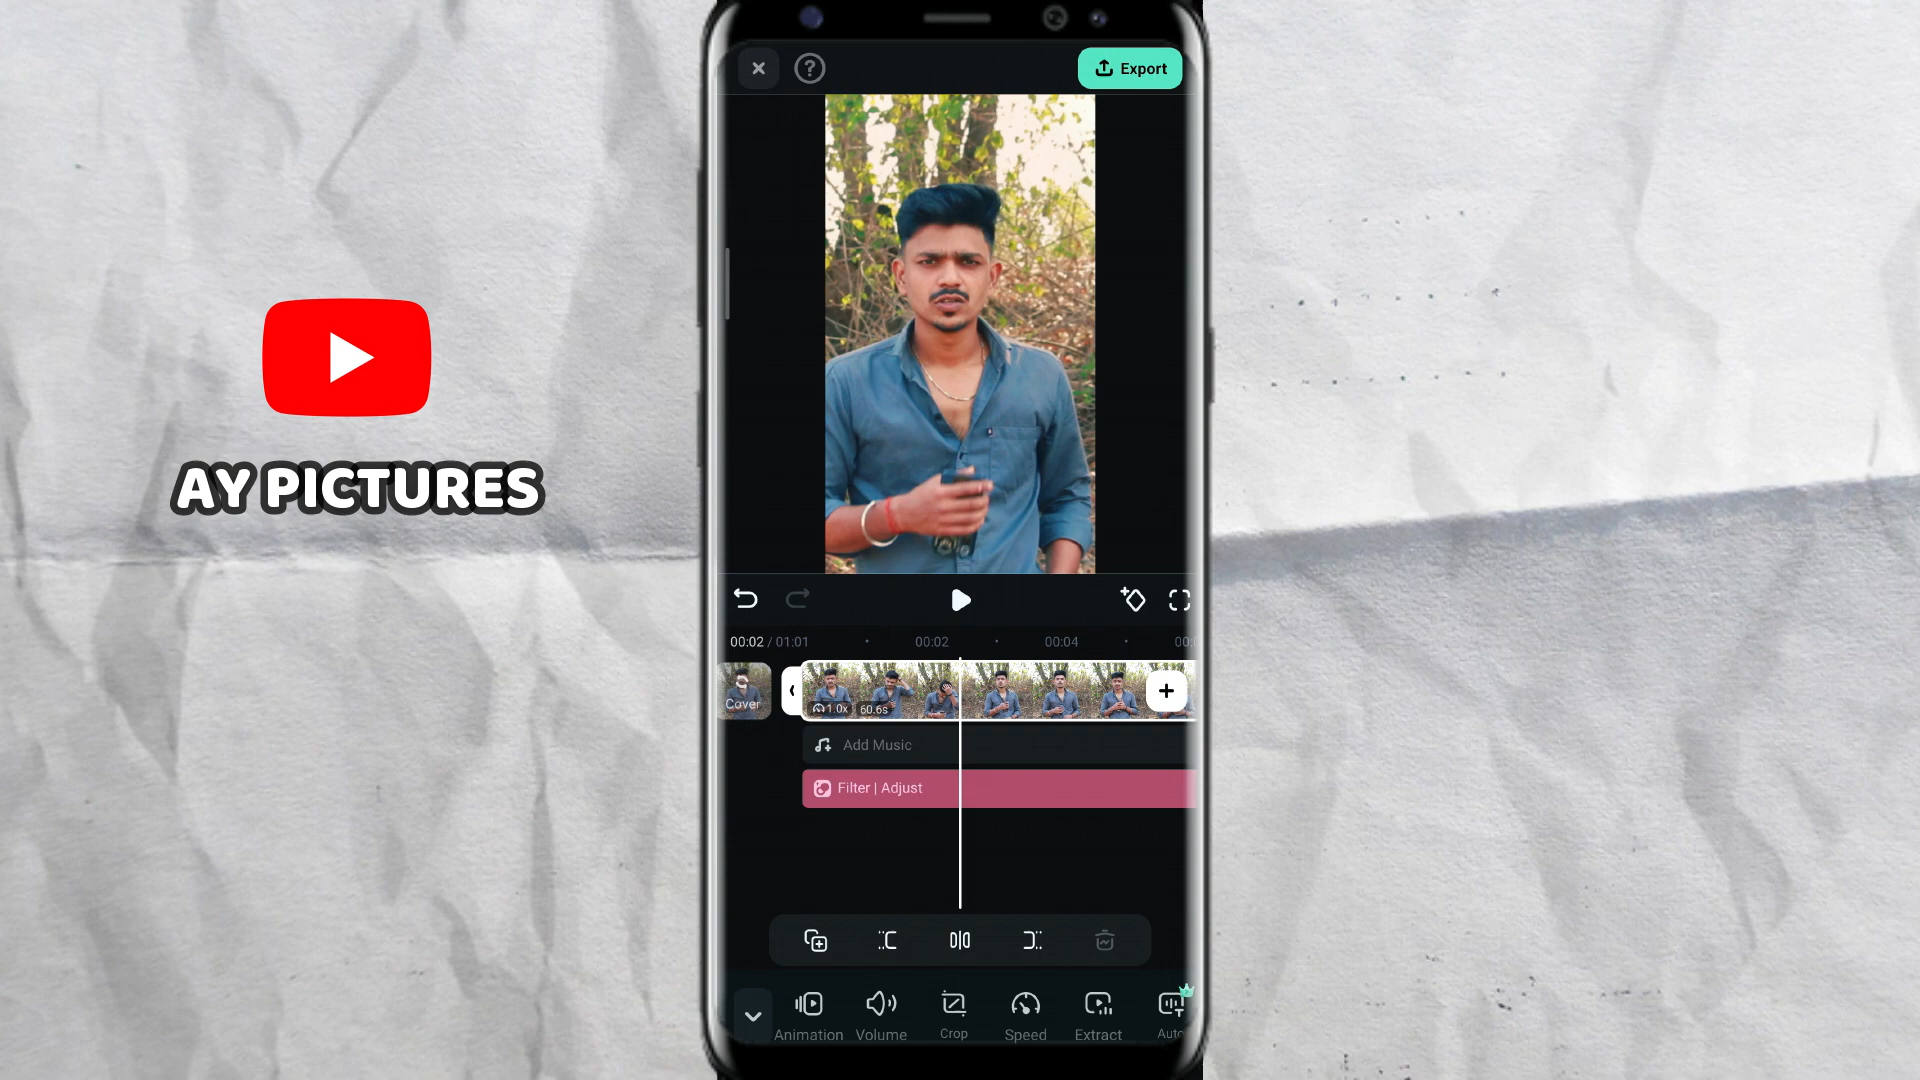 Export
AY PICTURES
00:02 / 01:01
00:02
00:04
Cover
1.0x
60.6s
Add Music
Filter | Adjust
Animation
Volume
Crop
Speed
Extract